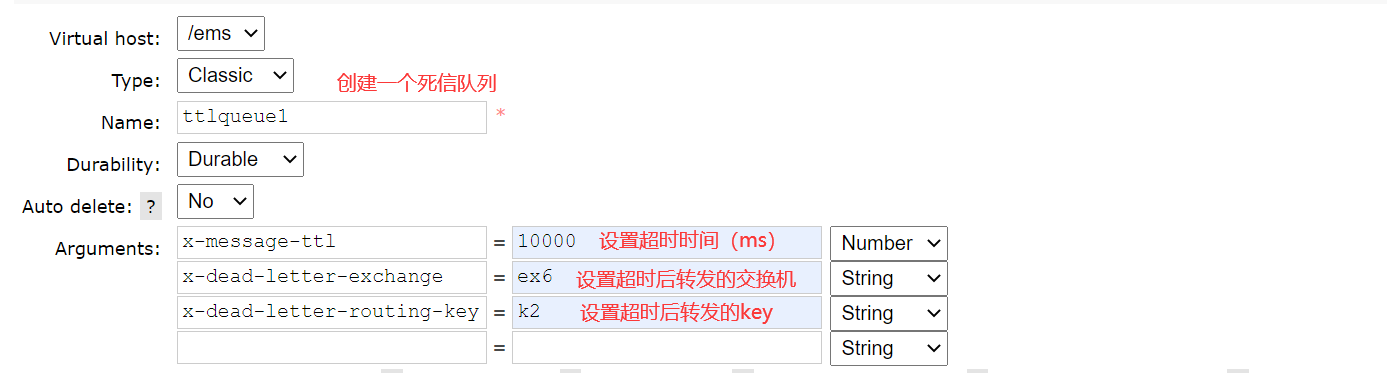 Virtual host: /ems
Type: Classic 创建一个死信队列
Name: ttlqueue1 *
Durability: Durable
Auto delete: ? No
Arguments: x-message-ttl = 10000 设置超时时间（ms） Number
x-dead-letter-exchange = ex6 设置超时后转发的交换机 String
x-dead-letter-routing-key = k2 设置超时后转发的key String
= String